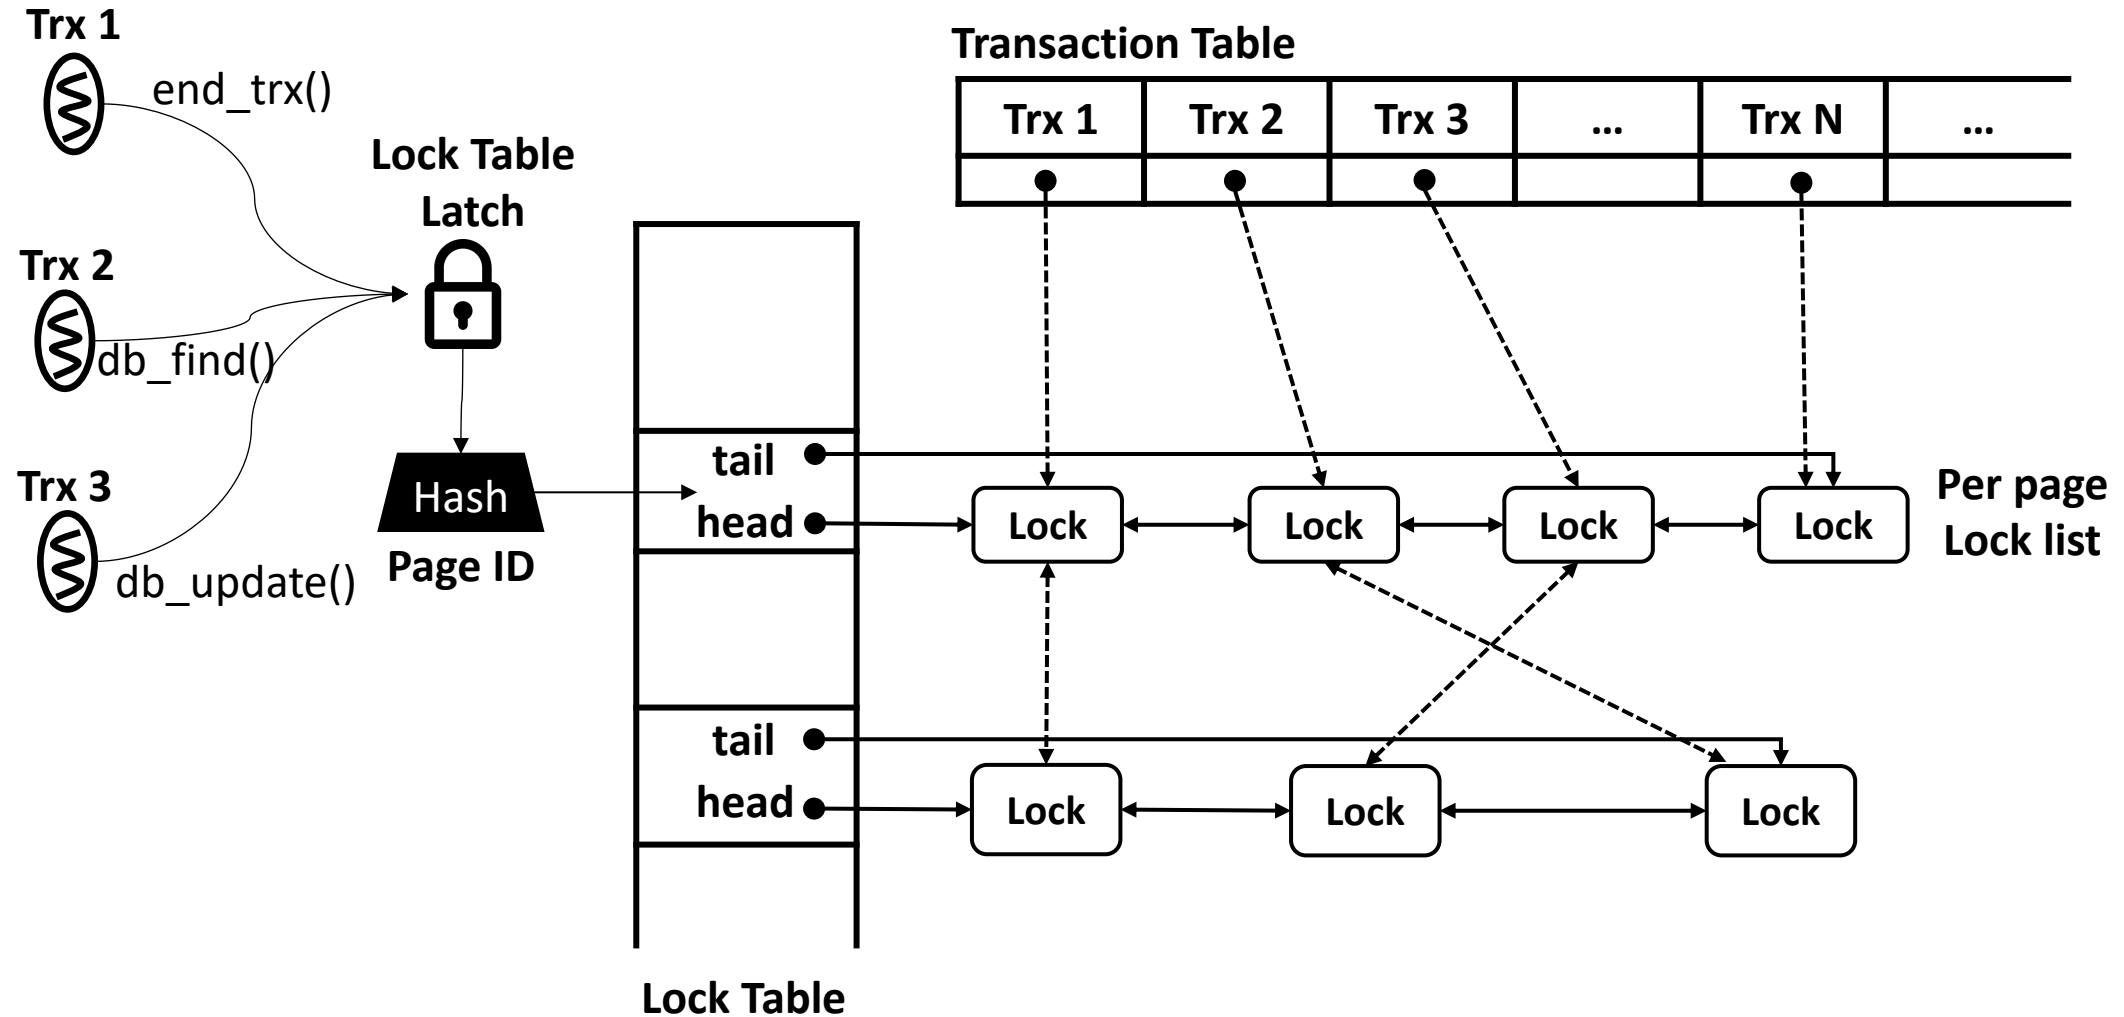 Trx 1
end_trx()
Trx 2
db_find()
Trx 3
db_update()
Lock Table
Latch
Hash
Page ID
Transaction Table
Trx 1 Trx 2 Trx 3 ... Trx N ...
tail
head
Lock Lock Lock Lock
Per page
Lock list
tail
head
Lock Lock Lock
Lock Table